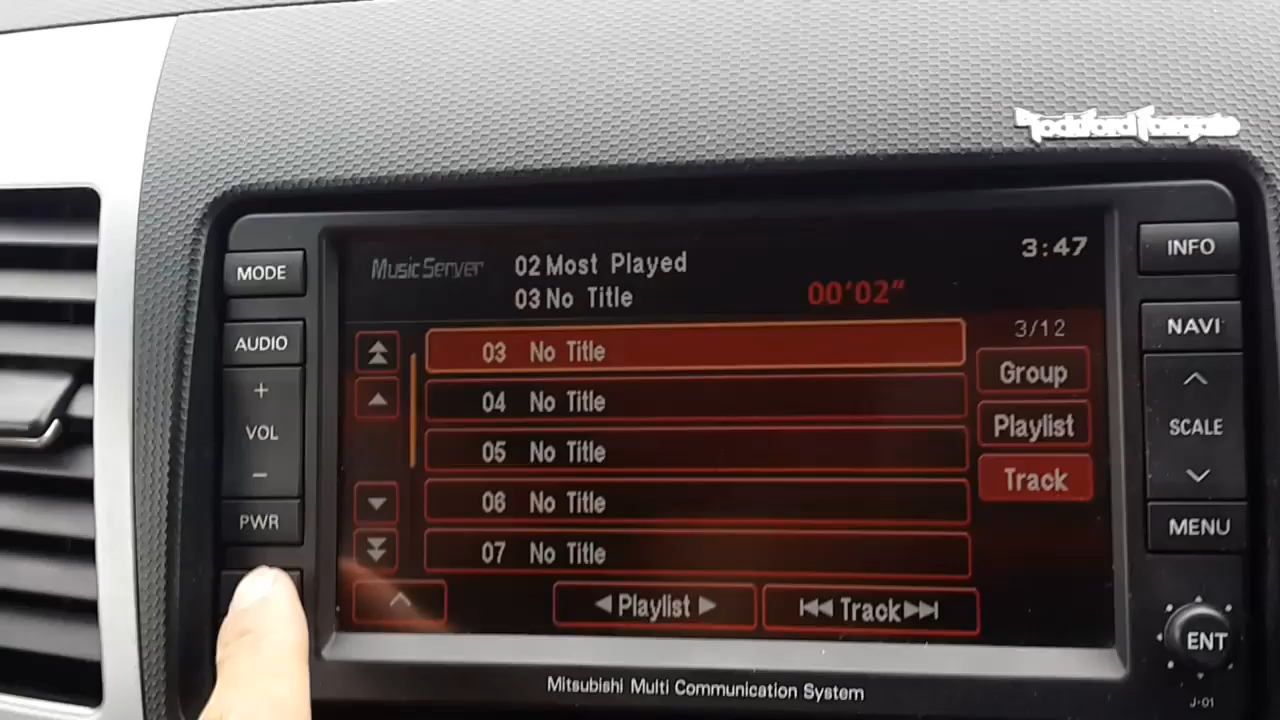 Rockford Fosgate
MODE
AUDIO
+
VOL
-
PWR
Music Server
02 Most Played
03 No Title
00'02"
3:47
3/12
03 No Title
04 No Title
05 No Title
06 No Title
07 No Title
Group
Playlist
Track
◀ Playlist ▶
⏮ Track ⏭
INFO
NAVI
SCALE
MENU
ENT
Mitsubishi Multi Communication System
J-01